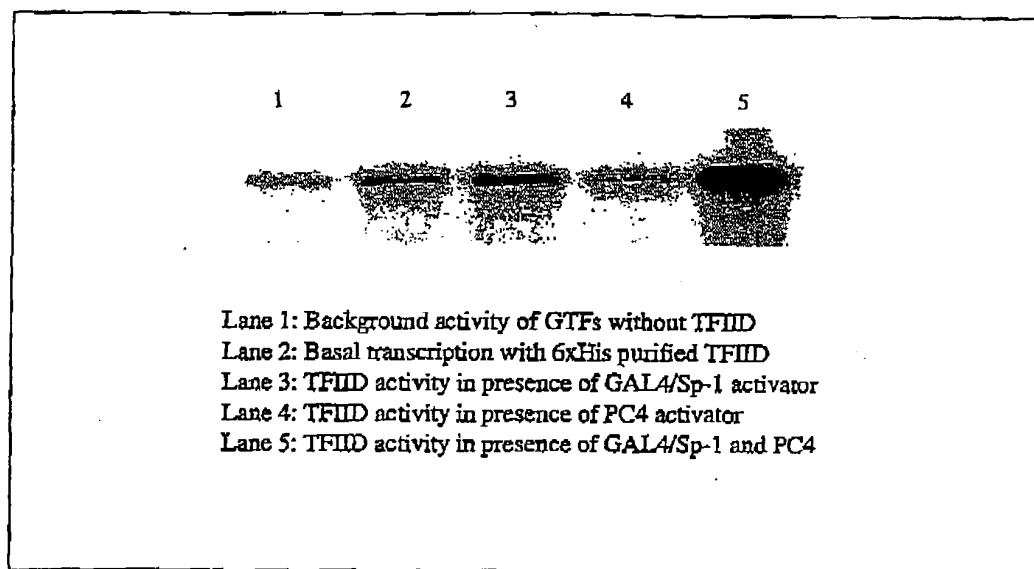 1 2 3 4 5
Lane 1: Background activity of GTFs without TFIID
Lane 2: Basal transcription with 6xHis purified TFIID
Lane 3: TFIID activity in presence of GAL4/Sp-1 activator
Lane 4: TFIID activity in presence of PC4 activator
Lane 5: TFIID activity in presence of GAL4/Sp-1 and PC4